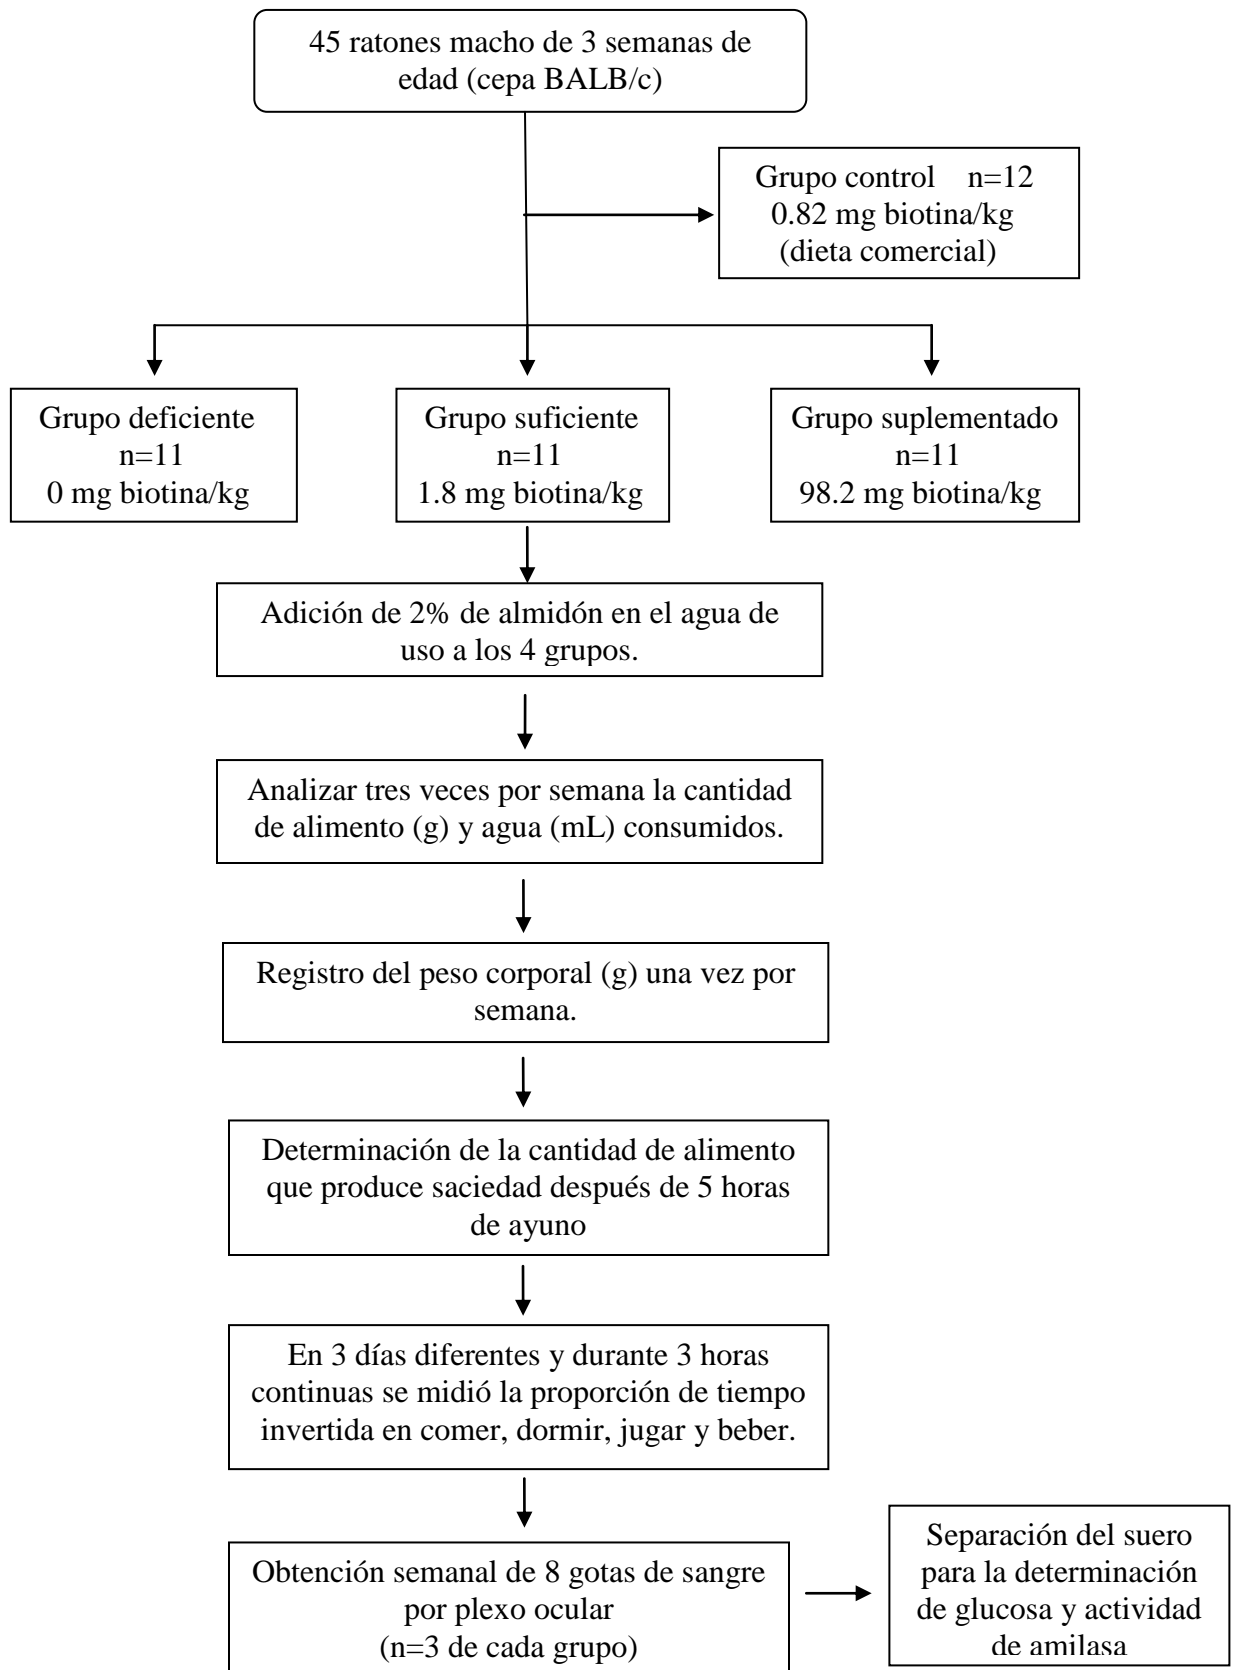 45 ratones macho de 3 semanas de
edad (cepa BALB/c)
Grupo control n=12
0.82 mg biotina/kg
(dieta comercial)
Grupo deficiente
n=11
0 mg biotina/kg
Grupo suficiente
n=11
1.8 mg biotina/kg
Grupo suplementado
n=11
98.2 mg biotina/kg
Adición de 2% de almidón en el agua de
uso a los 4 grupos.
Analizar tres veces por semana la cantidad
de alimento (g) y agua (mL) consumidos.
Registro del peso corporal (g) una vez por
semana.
Determinación de la cantidad de alimento
que produce saciedad después de 5 horas
de ayuno
En 3 días diferentes y durante 3 horas
continuas se midió la proporción de tiempo
invertida en comer, dormir, jugar y beber.
Obtención semanal de 8 gotas de sangre
por plexo ocular
(n=3 de cada grupo)
Separación del suero
para la determinación
de glucosa y actividad
de amilasa